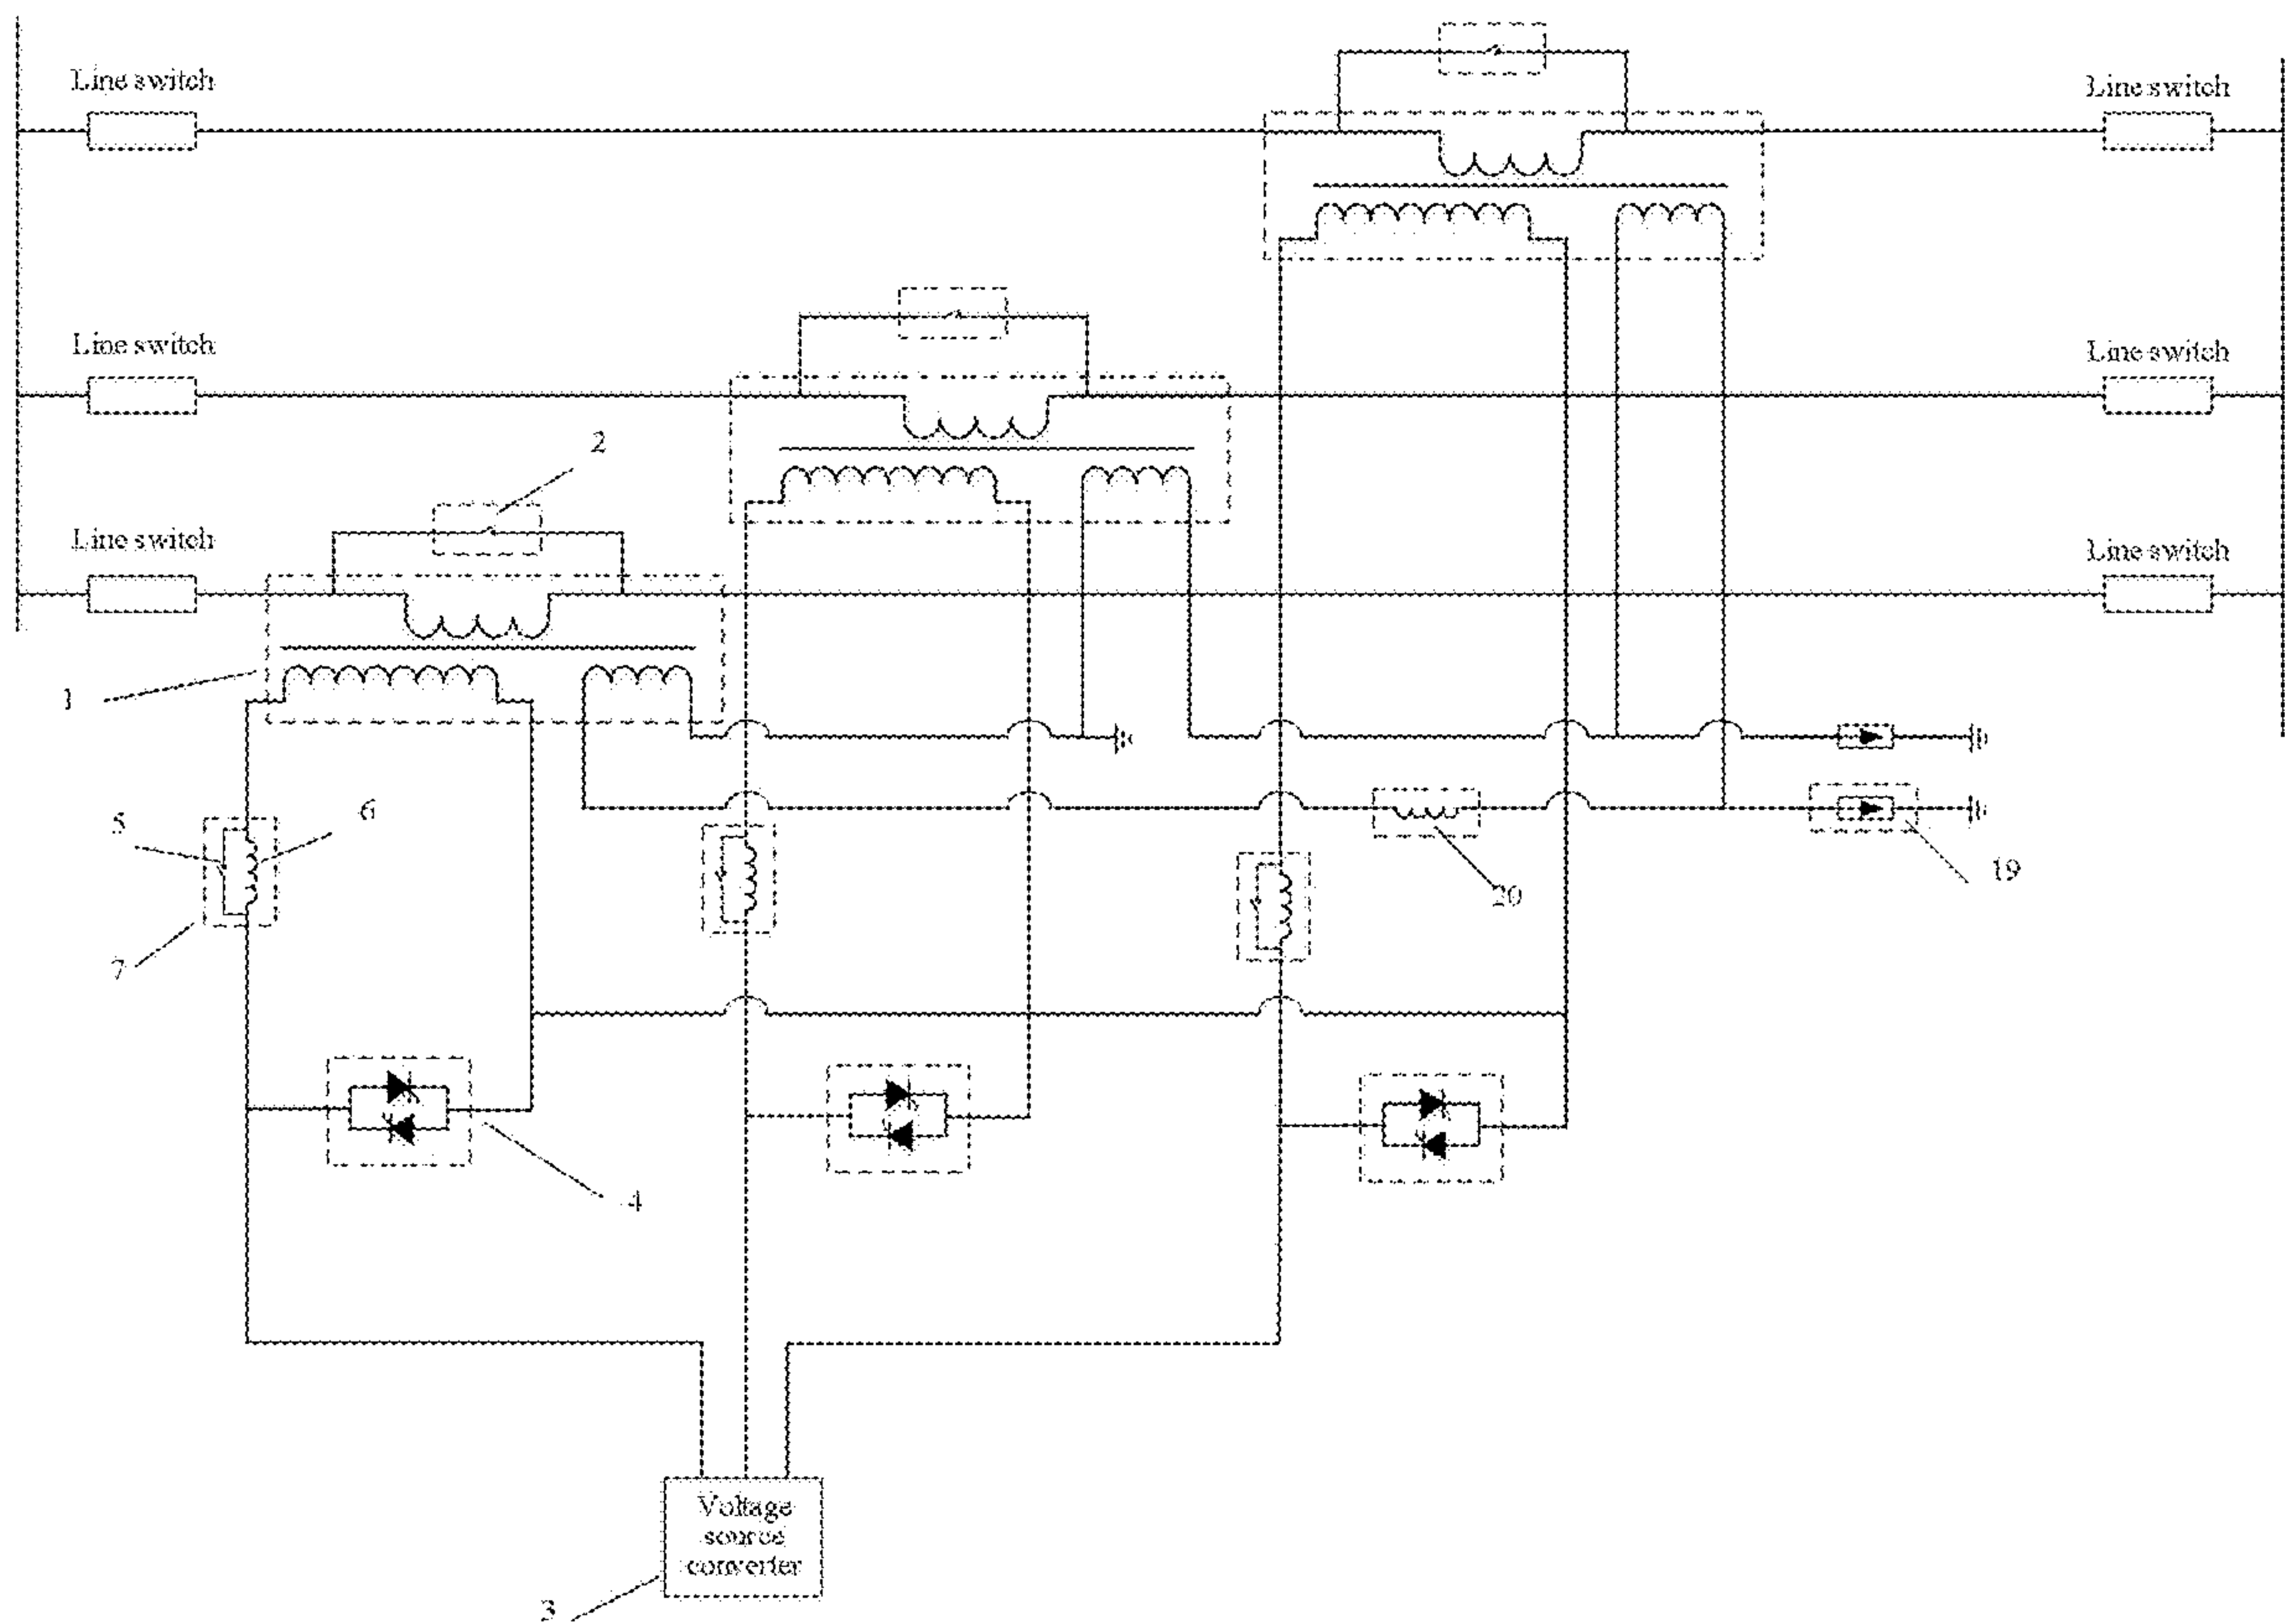 Line switch
Line switch
Line switch
Line switch
2
Line switch
Line switch
1
5
6
20
19
7
4
Voltage
source
converter
3